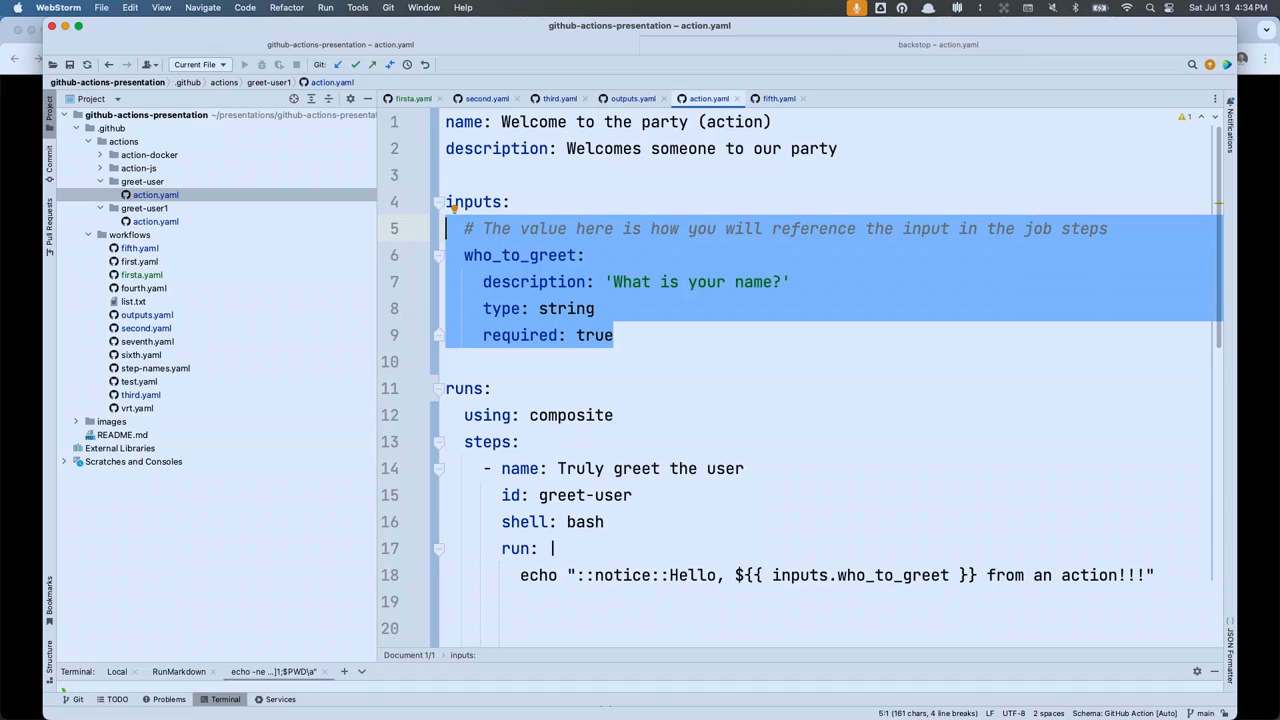 WebStorm File Edit View Navigate Code Refactor Run Tools Git Window Help Sat Jul 13 4:34 PM
github-actions-presentation – action.yaml
github-actions-presentation – action.yaml backstop – action.yaml
Current File Git:
github-actions-presentation .github actions greet-user1 action.yaml
Project firsta.yaml second.yaml third.yaml outputs.yaml action.yaml fifth.yaml
github-actions-presentation ~/presentations/github-actions-presentat
.github
actions
action-docker
action-js
greet-user
action.yaml
greet-user1
action.yaml
workflows
fifth.yaml
first.yaml
firsta.yaml
fourth.yaml
list.txt
outputs.yaml
second.yaml
seventh.yaml
sixth.yaml
step-names.yaml
test.yaml
third.yaml
vrt.yaml
images
README.md
External Libraries
Scratches and Consoles
Project
Commit
Pull Requests
Bookmarks
Structure
1 name: Welcome to the party (action)
2 description: Welcomes someone to our party
3
4 inputs:
5 # The value here is how you will reference the input in the job steps
6 who_to_greet:
7 description: 'What is your name?'
8 type: string
9 required: true
10
11 runs:
12 using: composite
13 steps:
14 - name: Truly greet the user
15 id: greet-user
16 shell: bash
17 run: |
18 echo "::notice::Hello, ${{ inputs.who_to_greet }} from an action!!!"
19
20
1
Notifications
JSON Formatter
Document 1/1 inputs:
Terminal: Local RunMarkdown echo -ne ...]1;$PWD\a"
Git TODO Problems Terminal Services
5:1 (161 chars, 4 line breaks) LF UTF-8 2 spaces Schema: GitHub Action [Auto] main